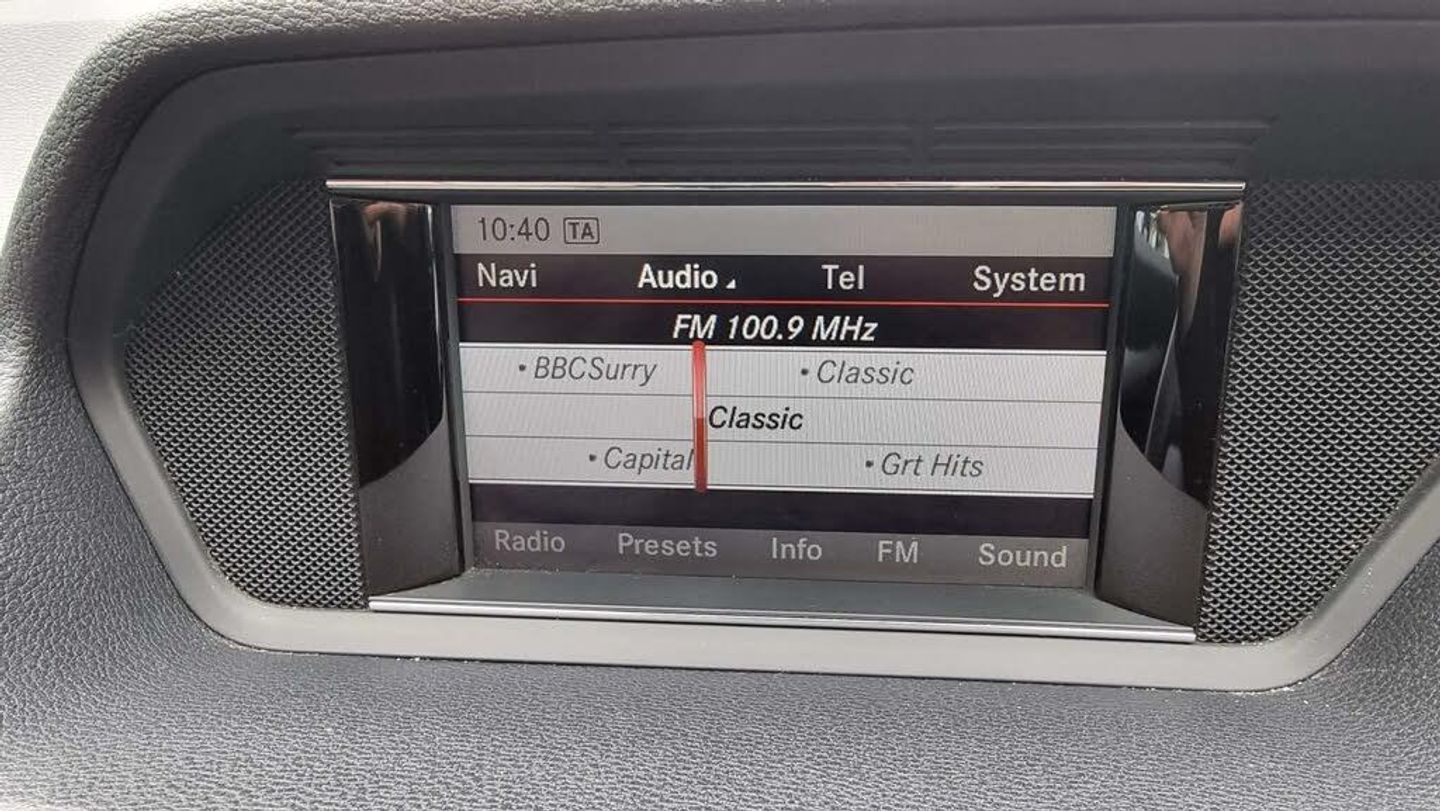 10:40 TA
Navi Audio Tel System
FM 100.9 MHz
• BBCSurry • Classic
Classic
• Capital • Grt Hits
Radio Presets Info FM Sound